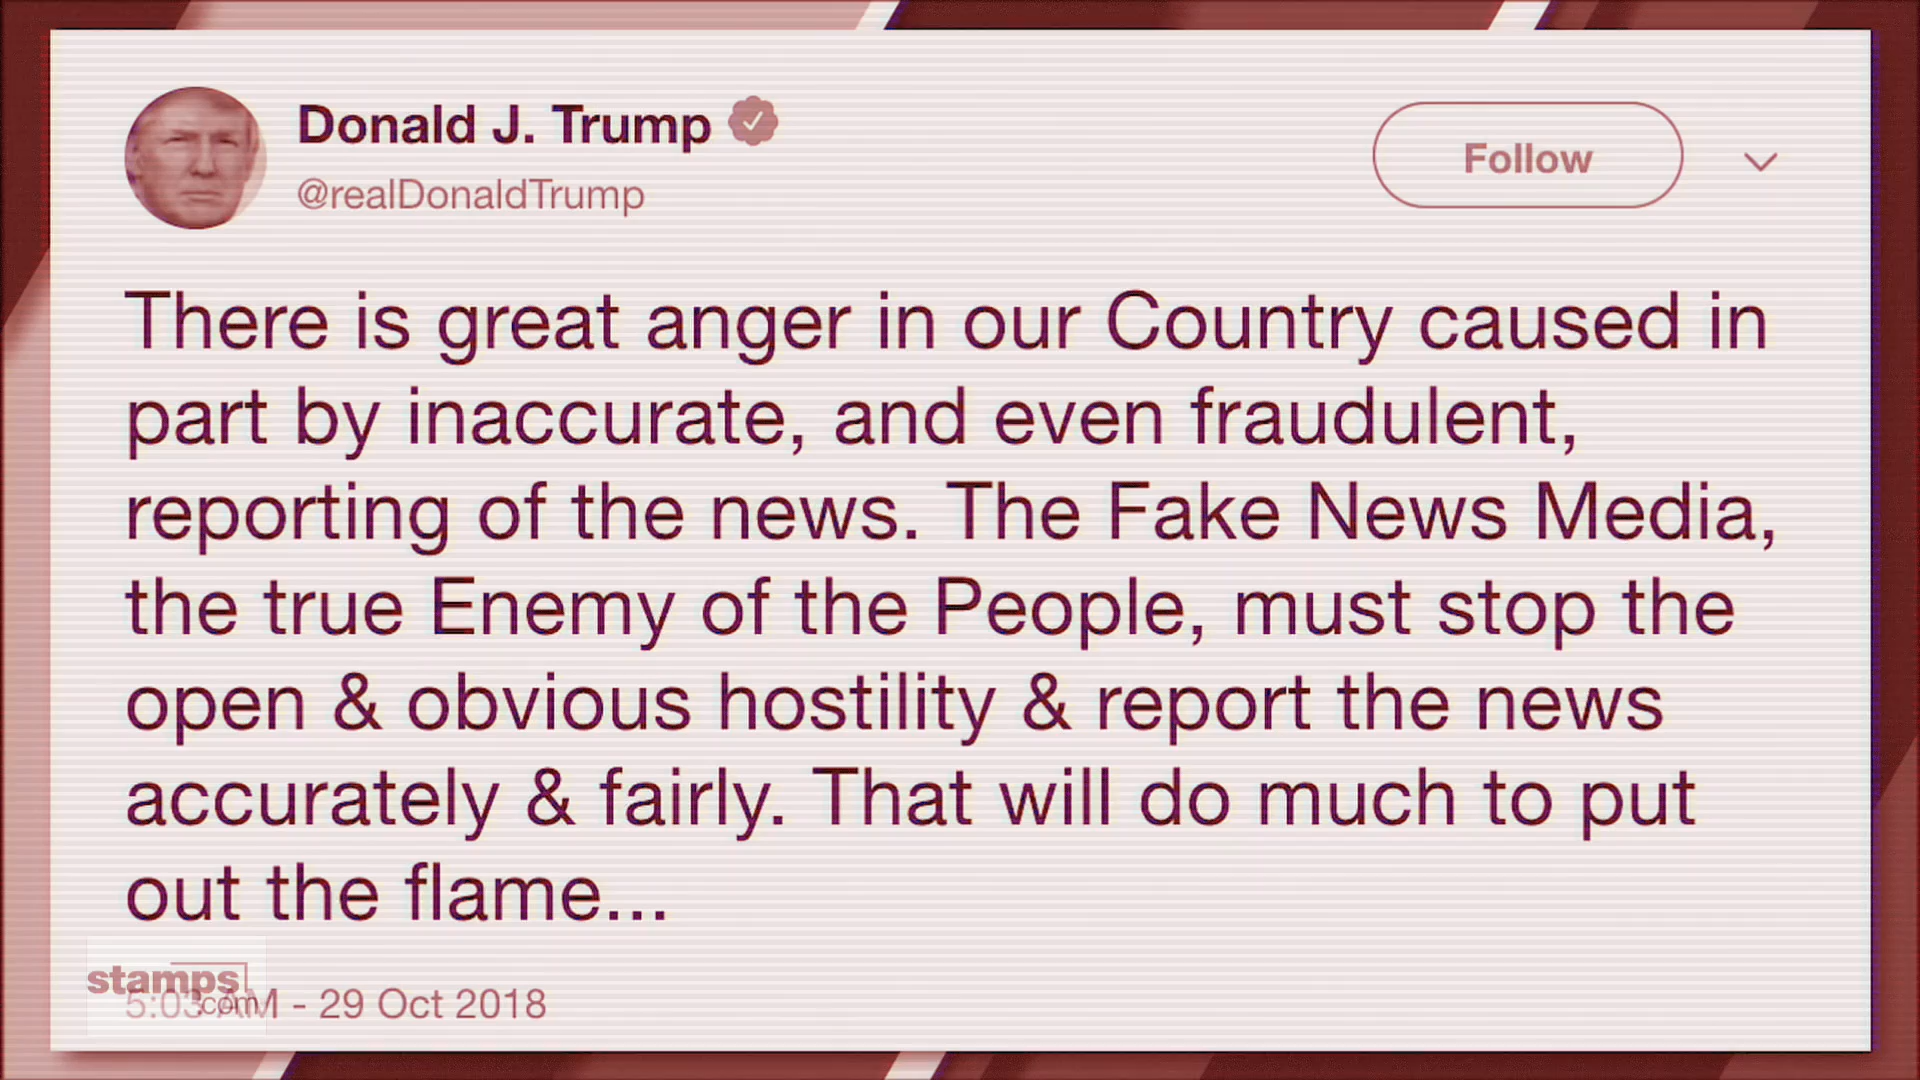 Donald J. Trump
@realDonaldTrump
Follow
There is great anger in our Country caused in
part by inaccurate, and even fraudulent,
reporting of the news. The Fake News Media,
the true Enemy of the People, must stop the
open & obvious hostility & report the news
accurately & fairly. That will do much to put
out the flame...
stamps
.com
5:03 AM - 29 Oct 2018